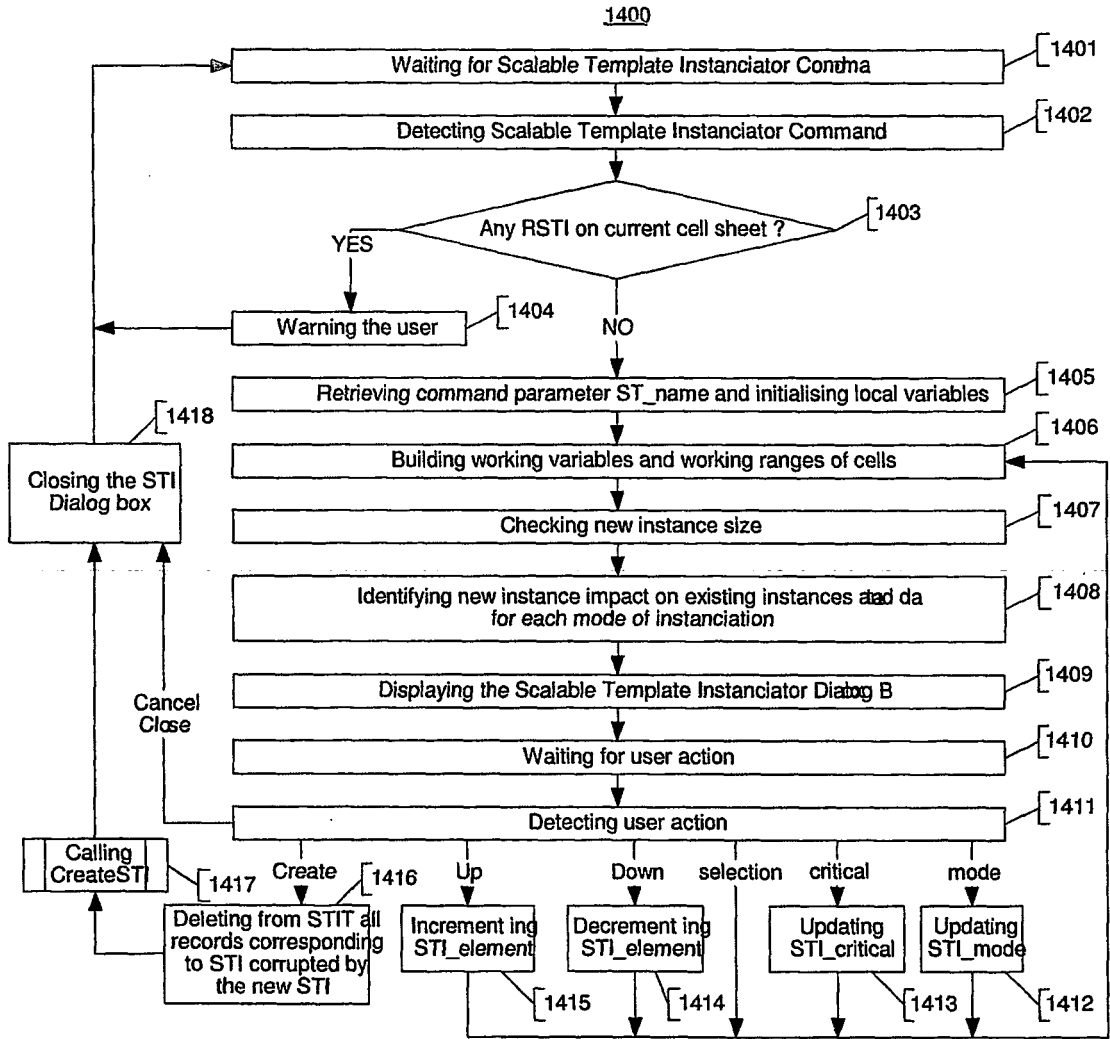 1400
Waiting for Scalable Template Instanciator Comma
1401
Detecting Scalable Template Instanciator Command
1402
Any RSTI on current cell sheet ?
1403
YES
NO
Warning the user
1404
Retrieving command parameter ST_name and initialising local variables
1405
1418
Closing the STI
Dialog box
Building working variables and working ranges of cells
1406
Checking new instance size
1407
Identifying new instance impact on existing instances and da
for each mode of instanciation
1408
Displaying the Scalable Template Instanciator Dialog B
1409
Cancel
Close
Waiting for user action
1410
Detecting user action
1411
Calling
CreateSTI
1417
Create
Up
Down
selection
critical
mode
1416
Deleting from STIT all
records corresponding
to STI corrupted by
the new STI
Increment ing
STI_element
1415
Decrement ing
STI_element
1414
Updating
STI_critical
1413
Updating
STI_mode
1412